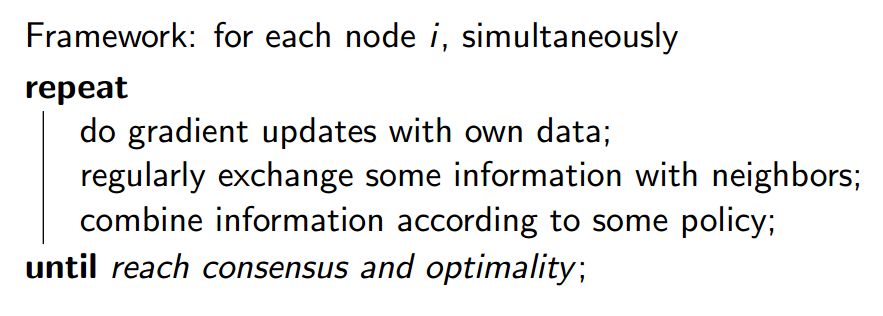 Framework: for each node i, simultaneously
repeat
do gradient updates with own data;
regularly exchange some information with neighbors;
combine information according to some policy;
until reach consensus and optimality;